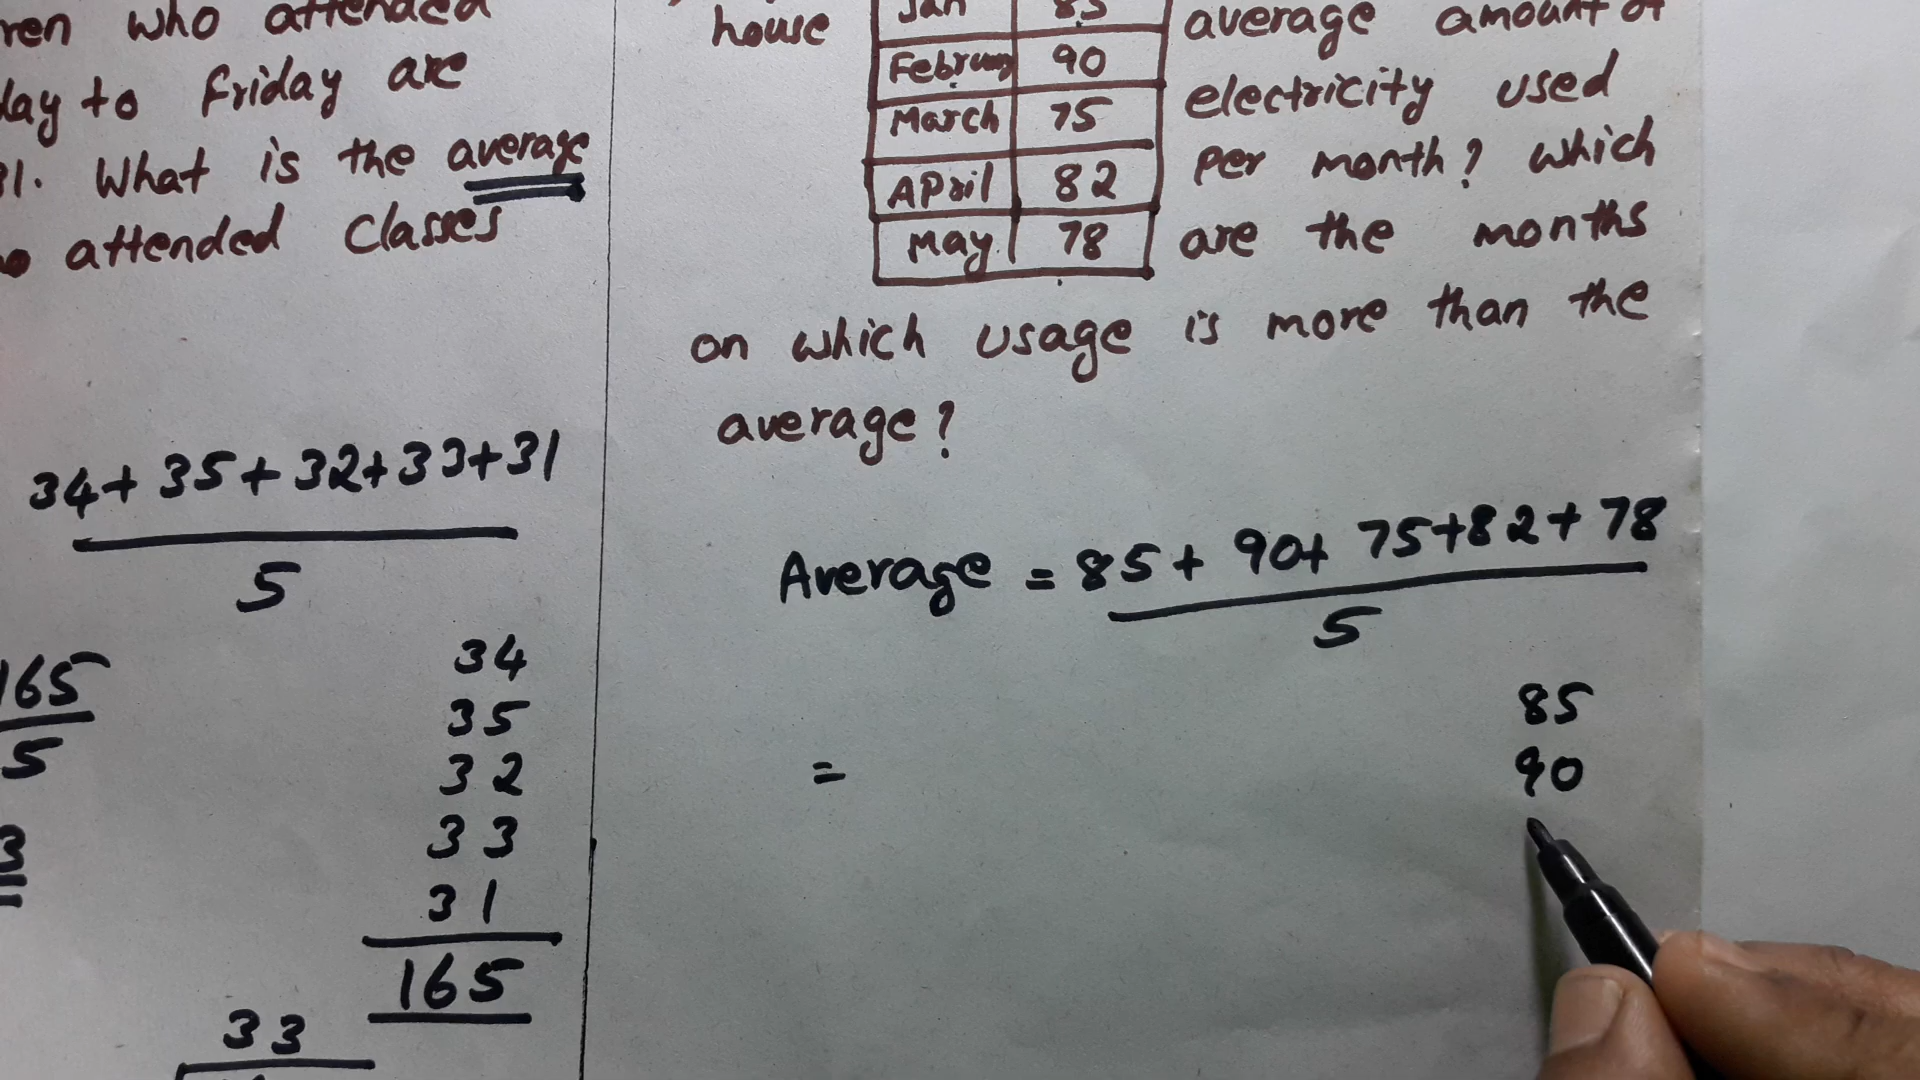 who attended
to Friday are
What is the average
attended Classes
34+ 35+ 32+33+31
5
165
5
34
35
32
33
31
165
33
3
house
Jan 85
90
March 75
April 82
May 78
average amount of
electricity used
Per month? which
are the months
on which usage is more than the
average?
Average = 85+ 90+ 75+82+78
5
85
90
=